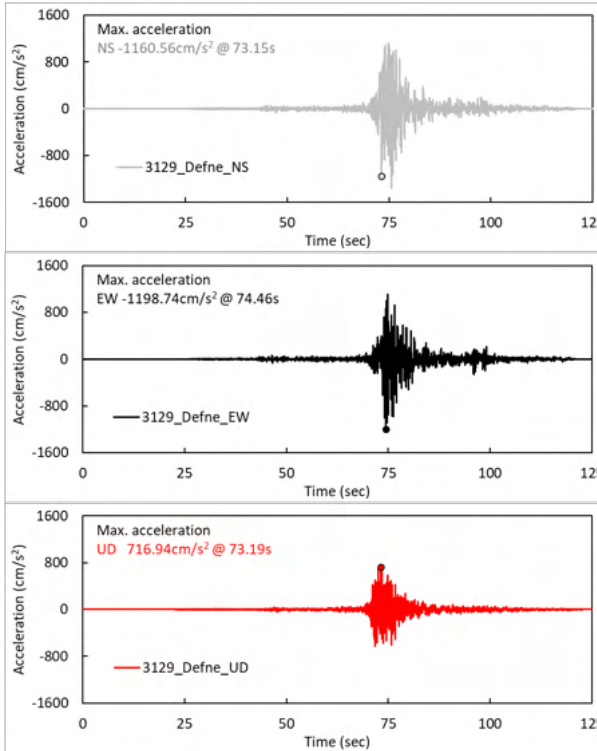 Max. acceleration
NS -1160.56cm/s² @ 73.15s
Acceleration (cm/s²)
1600
800
0
-800
-1600
3129_Defne_NS
0 25 50 75 100 125
Time (sec)
Max. acceleration
EW -1198.74cm/s² @ 74.46s
Acceleration (cm/s²)
1600
800
0
-800
-1600
3129_Defne_EW
0 25 50 75 100 125
Time (sec)
Max. acceleration
UD 716.94cm/s² @ 73.19s
Acceleration (cm/s²)
1600
800
0
-800
-1600
3129_Defne_UD
0 25 50 75 100 125
Time (sec)